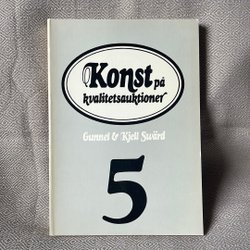 Konst på
kvalitetsauktioner
Gunnel & Kjell Swärd
5